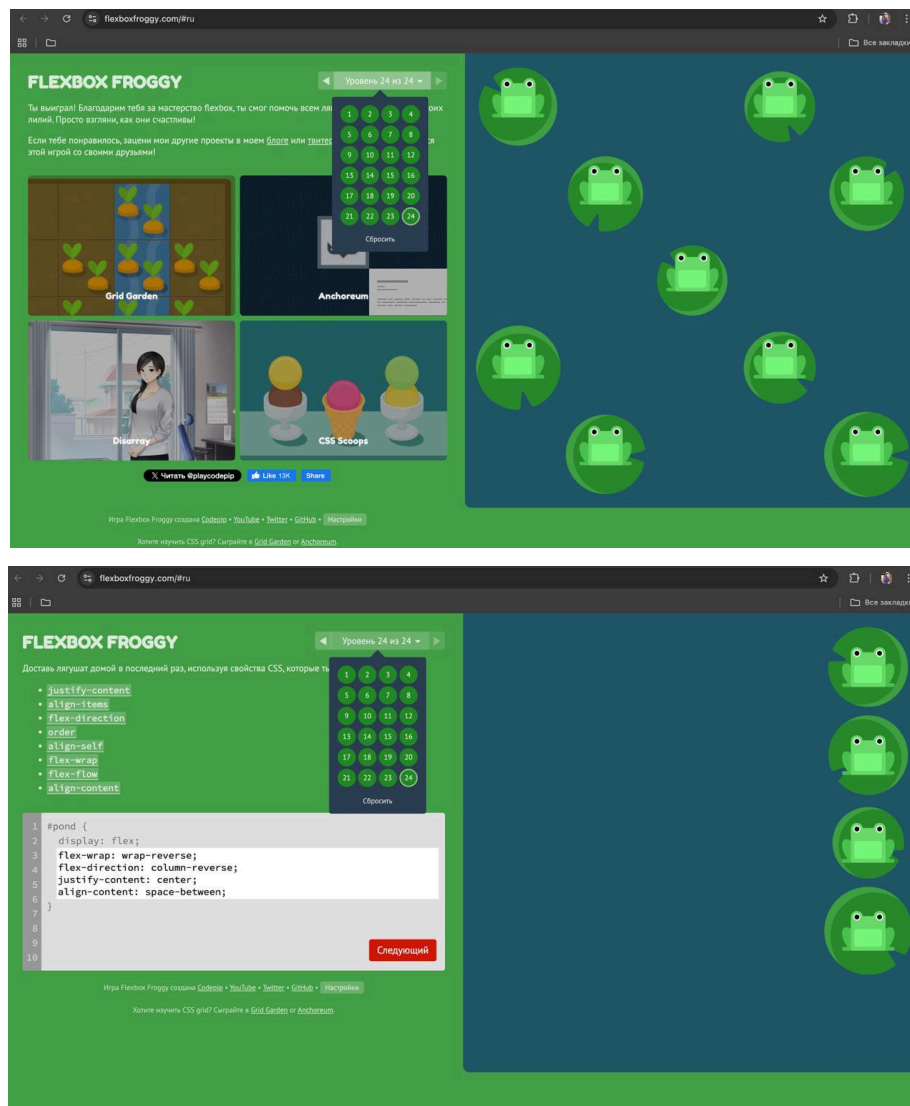 flexboxfroggy.com/#ru
Все закладки
FLEXBOX FROGGY
Уровень 24 из 24
Ты выиграл! Благодарим тебя за мастерство flexbox, ты смог помочь всем
лилий. Просто взгляни, как они счастливы!
Если тебе понравилось, зацени мои другие проекты в моем блоге или
этой игрой со своими друзьями!
1 2 3 4
5 6 7 8
9 10 11 12
13 14 15 16
17 18 19 20
21 22 23 24
Сбросить
Grid Garden
Anchoreum
Disarray
CSS Scoops
Читать @playcodepip
Like 13K
Share
Игра Flexbox Froggy создана Codepip • YouTube • Twitter • GitHub • Настройки
Хотите изучить CSS grid? Сыграйте в Grid Garden or Anchoreum.
flexboxfroggy.com/#ru
Все закладки
FLEXBOX FROGGY
Уровень 24 из 24
Доставь лягушат домой в последний раз, используя свойства CSS, которые
• justify-content
• align-items
• flex-direction
• order
• align-self
• flex-wrap
• flex-flow
• align-content
1 2 3 4
5 6 7 8
9 10 11 12
13 14 15 16
17 18 19 20
21 22 23 24
Сбросить
1 #pond {
2 display: flex;
3 flex-wrap: wrap-reverse;
4 flex-direction: column-reverse;
5 justify-content: center;
6 align-content: space-between;
7 }
8
9
10
Следующий
Игра Flexbox Froggy создана Codepip • YouTube • Twitter • GitHub • Настройки
Хотите изучить CSS grid? Сыграйте в Grid Garden or Anchoreum.